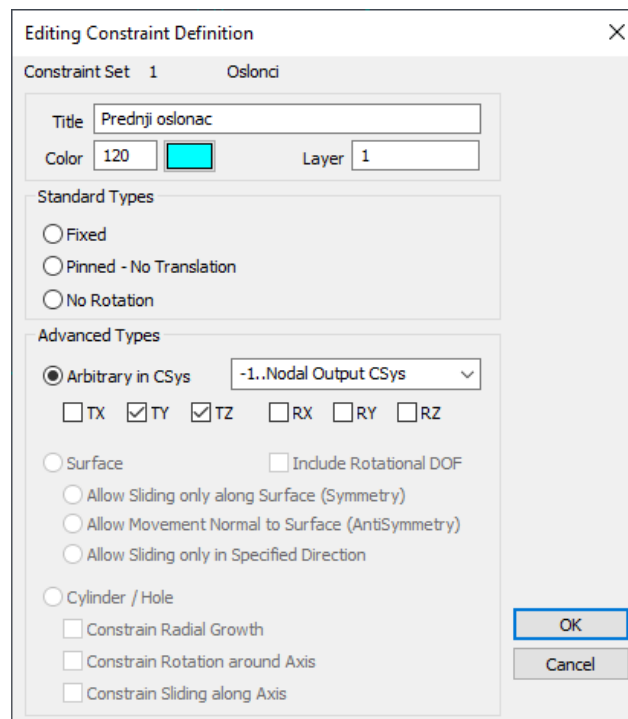 Editing Constraint Definition
Constraint Set 1 Oslonci
Title Prednji oslonac
Color 120 Layer 1
Standard Types
Fixed
Pinned - No Translation
No Rotation
Advanced Types
Arbitrary in CSys -1..Nodal Output CSys
TX TY TZ RX RY RZ
Surface Include Rotational DOF
Allow Sliding only along Surface (Symmetry)
Allow Movement Normal to Surface (AntiSymmetry)
Allow Sliding only in Specified Direction
Cylinder / Hole
Constrain Radial Growth
OK
Constrain Rotation around Axis
Cancel
Constrain Sliding along Axis